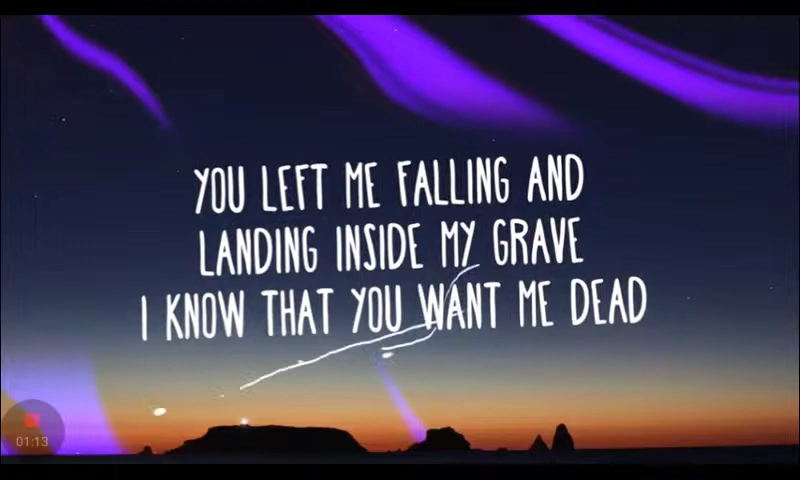 YOU LEFT ME FALLING AND
LANDING INSIDE MY GRAVE
I KNOW THAT YOU WANT ME DEAD
01:13